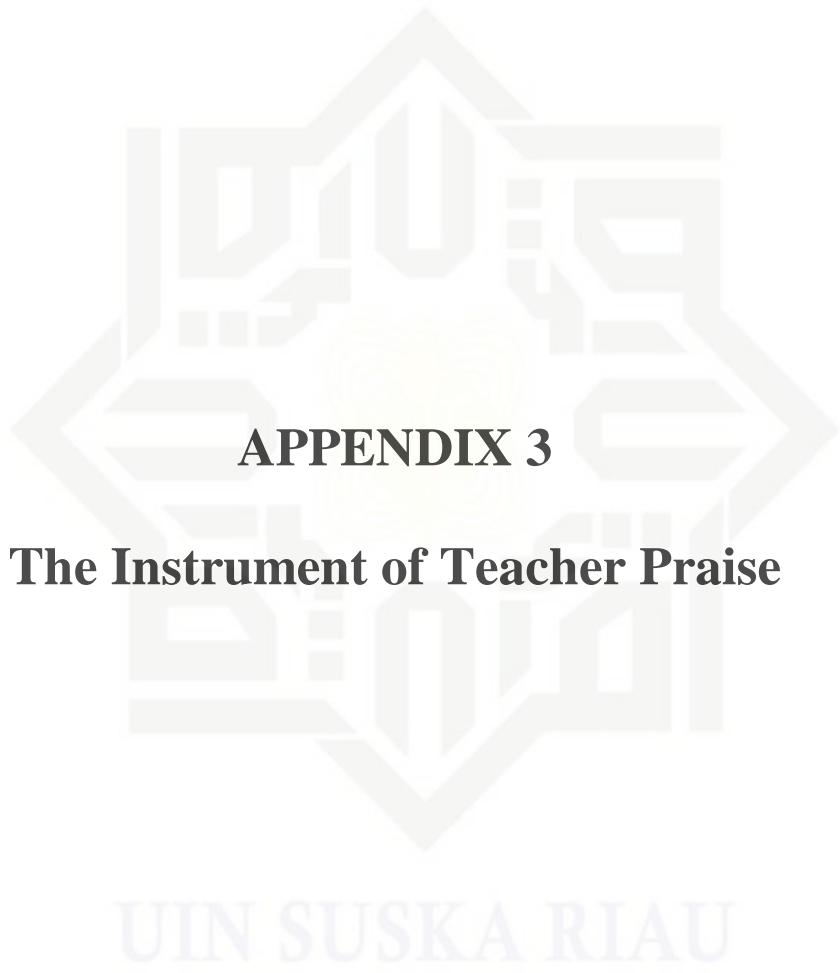 APPENDIX 3
The Instrument of Teacher Praise
UIN SUSKA RIAU